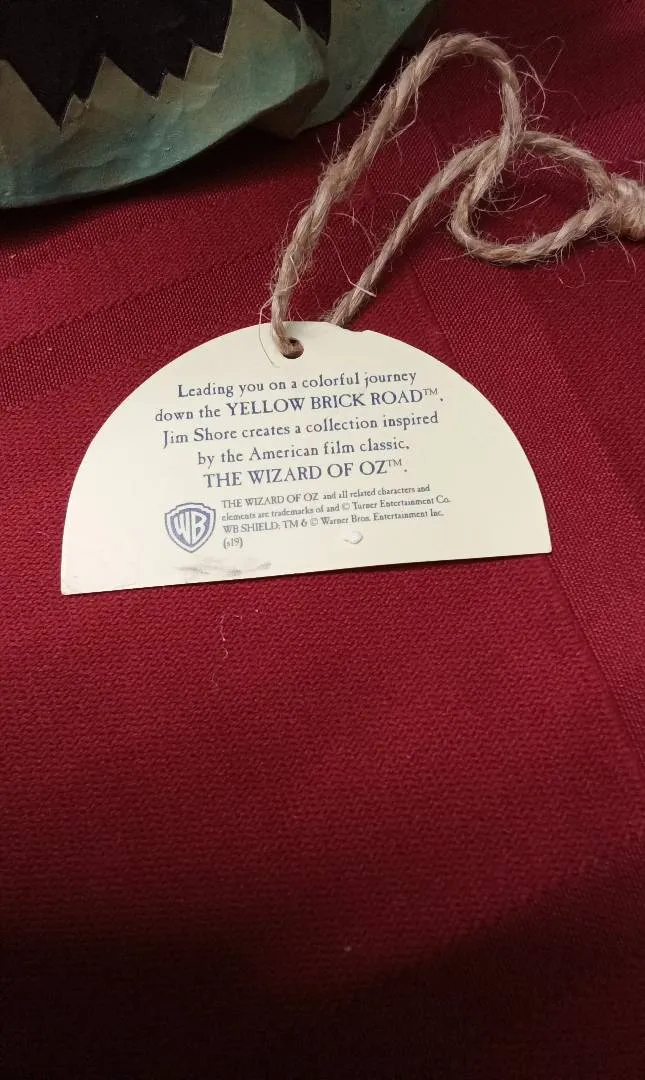 Leading you on a colorful journey
down the YELLOW BRICK ROAD™,
Jim Shore creates a collection inspired
by the American film classic,
THE WIZARD OF OZ™.
THE WIZARD OF OZ and all related characters and
elements are trademarks of and © Turner Entertainment Co.
WB SHIELD: TM & © Warner Bros. Entertainment Inc.
(s19)
WB